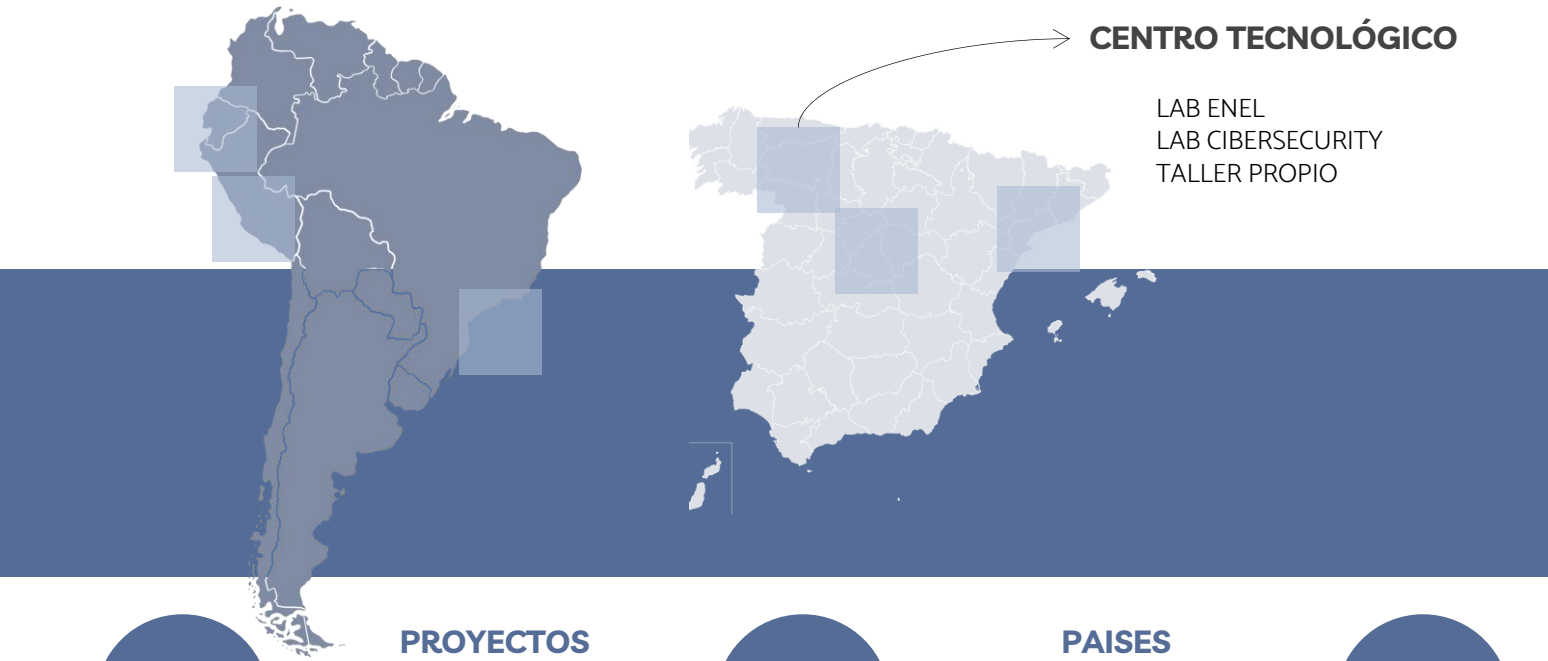 CENTRO TECNOLÓGICO
LAB ENEL
LAB CIBERSECURITY
TALLER PROPIO
PROYECTOS
PAISES